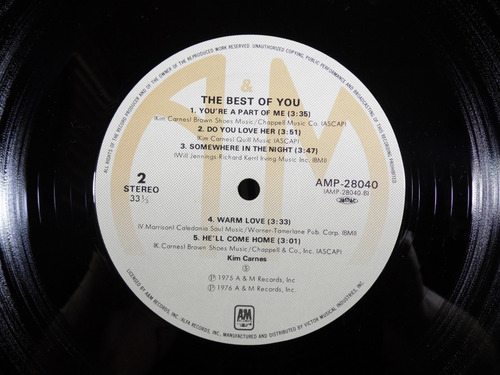 ALL RIGHTS OF THE RECORD PRODUCER AND OF THE OWNER OF THE REPRODUCED WORK RESERVED. UNAUTHORIZED COPYING, PUBLIC PERFORMANCE AND BROADCASTING OF THIS RECORD PROHIBITED.
A&M
THE BEST OF YOU
1. YOU'RE A PART OF ME (3:35)
(Kim Carnes) Brown Shoes Music/Chappell Music Co. (ASCAP)
2. DO YOU LOVE HER (3:51)
(Kim Carnes) Quill Music (ASCAP)
3. SOMEWHERE IN THE NIGHT (3:47)
(Will Jennings-Richard Kerr) Irving Music Inc. (BMI)
2
STEREO
33⅓
AMP-28040
(AMP-28040-B)
4. WARM LOVE (3:33)
(V.Morrison) Caledonia Soul Music/Warner-Tamerlane Pub. Corp. (BMI)
5. HE'LL COME HOME (3:01)
(K.Carnes) Brown Shoes Music/Chappell & Co., Inc. (ASCAP)
Kim Carnes
Ⓢ
Ⓟ 1975 A & M Records, Inc.
Ⓟ 1976 A & M Records, Inc.
A&M
RECORDS
LICENSED BY A&M RECORDS, INC. ALFA RECORDS, INC. MANUFACTURED AND DISTRIBUTED BY VICTOR MUSICAL INDUSTRIES, INC.